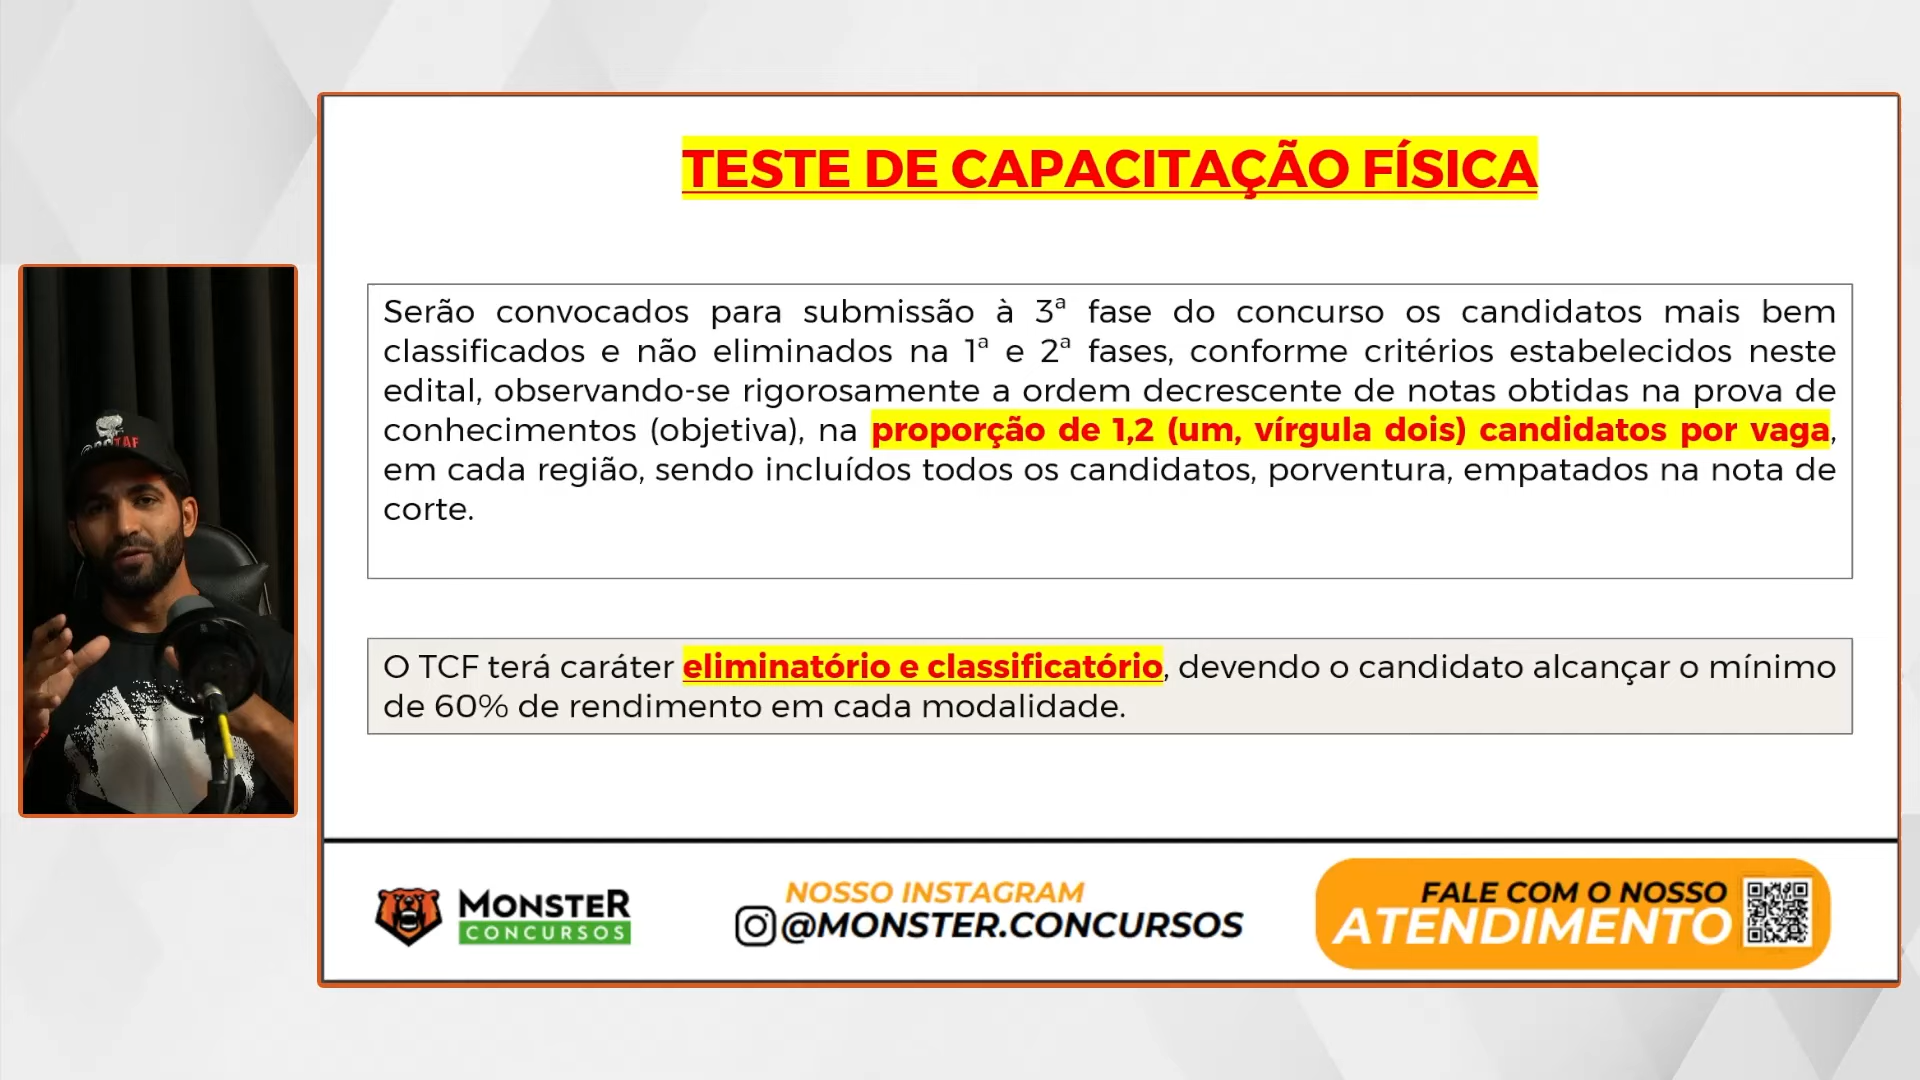 TESTE DE CAPACITAÇÃO FÍSICA
Serão convocados para submissão à 3ª fase do concurso os candidatos mais bem
classificados e não eliminados na 1ª e 2ª fases, conforme critérios estabelecidos neste
edital, observando-se rigorosamente a ordem decrescente de notas obtidas na prova de
conhecimentos (objetiva), na proporção de 1,2 (um, vírgula dois) candidatos por vaga,
em cada região, sendo incluídos todos os candidatos, porventura, empatados na nota de
corte.
O TCF terá caráter eliminatório e classificatório, devendo o candidato alcançar o mínimo
de 60% de rendimento em cada modalidade.
MONSTER
CONCURSOS
NOSSO INSTAGRAM
@MONSTER.CONCURSOS
FALE COM O NOSSO
ATENDIMENTO